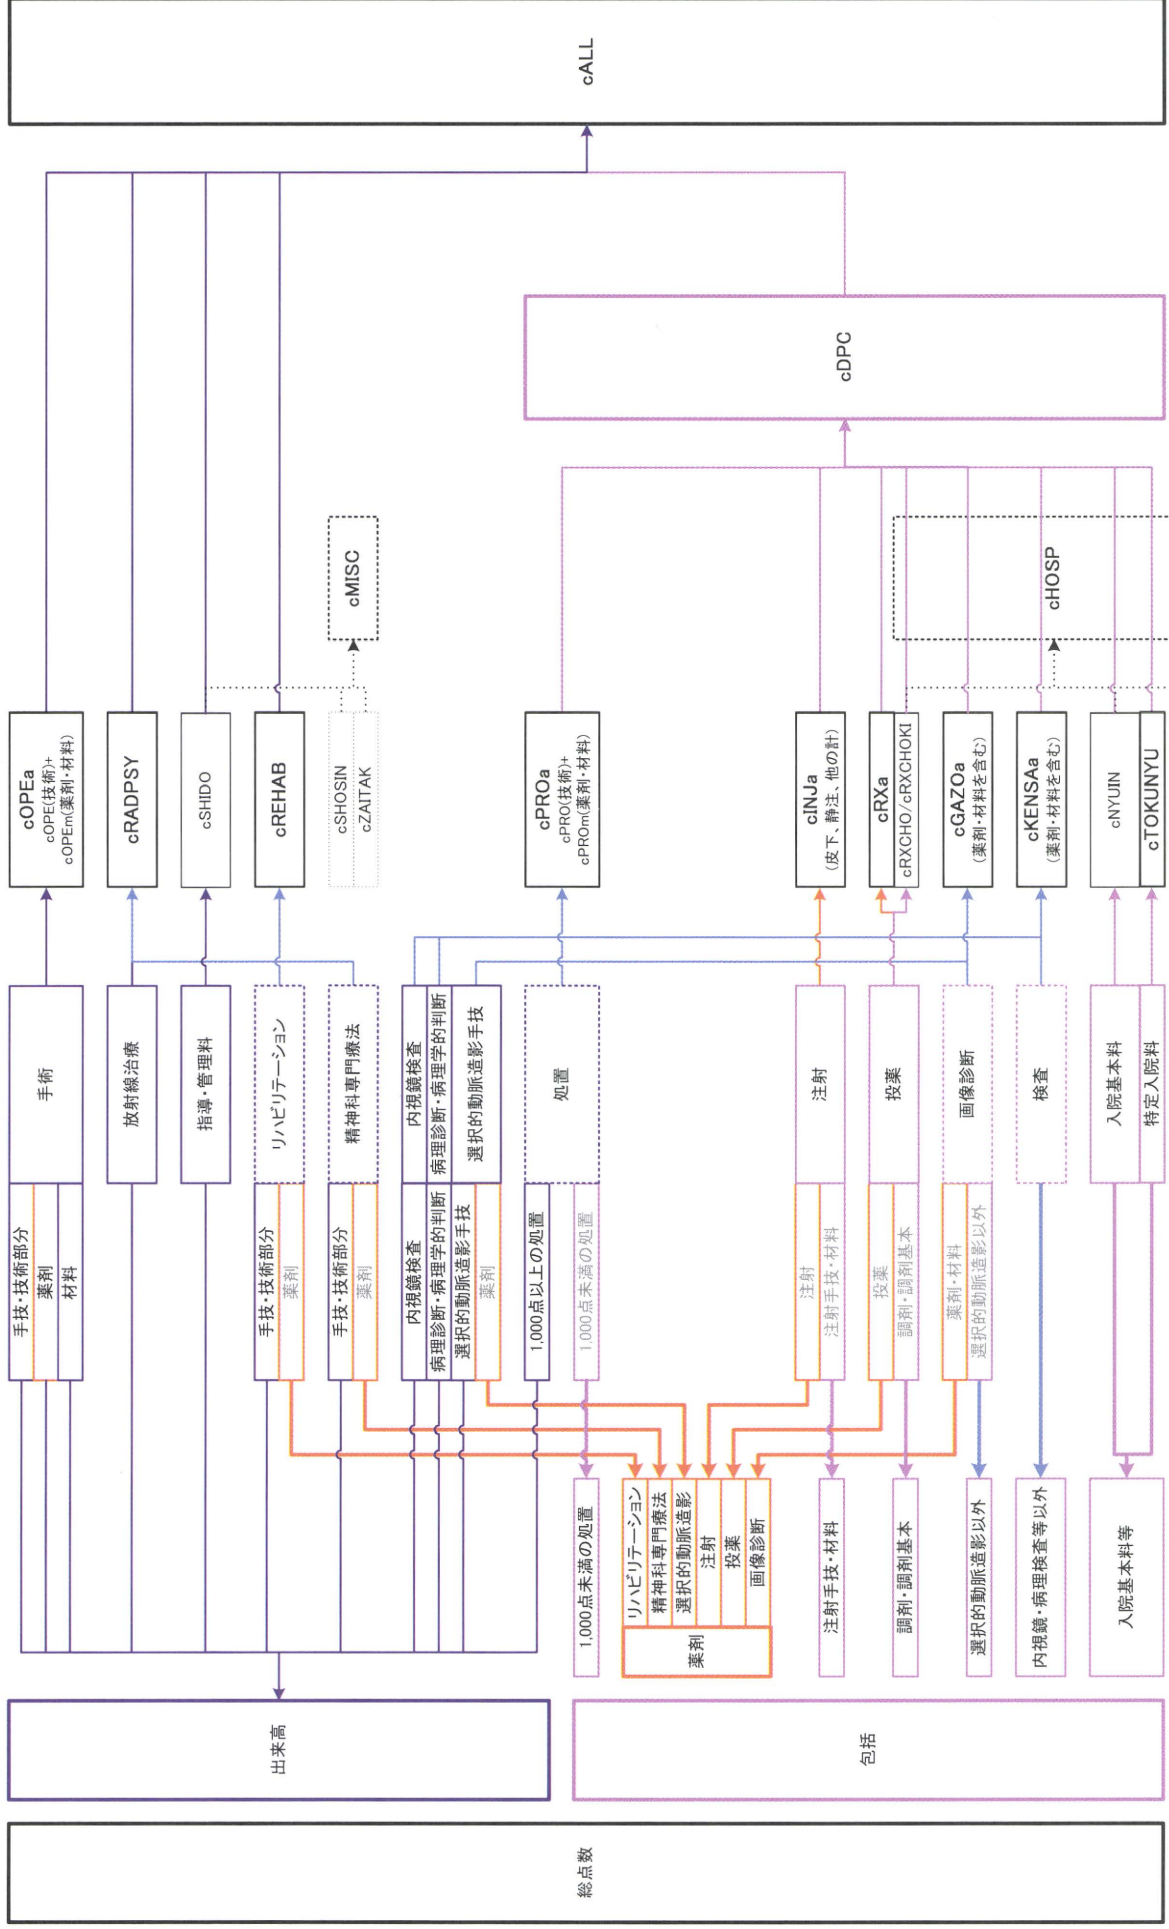 総点数
出来高
包括
1,000点未満の処置
薬剤
リハビリテーション
精神科専門療法
選択的動脈造影
注射
投薬
画像診断
注射手技・材料
調剤・調剤基本
選択的動脈造影以外
内視鏡・病理検査等以外
入院基本料等
手技・技術部分
薬剤
材料
手技・技術部分
薬剤
手技・技術部分
薬剤
内視鏡検査
病理診断・病理学的判断
選択的動脈造影手技
薬剤
1,000点以上の処置
1,000点未満の処置
注射
注射手技・材料
投薬
調剤・調剤基本
薬剤・材料
選択的動脈造影以外
手術
放射線治療
指導・管理料
リハビリテーション
精神科専門療法
内視鏡検査
病理診断・病理学的判断
選択的動脈造影手技
処置
注射
投薬
画像診断
検査
入院基本料
特定入院料
cOPEa
cOPE(技術)+
cOPEm(薬剤・材料)
cRADPSY
cSHIDO
cREHAB
cSHOSIN
cZAITAK
cPROa
cPRO(技術)+
cPROm(薬剤・材料)
cINJa
(皮下、静注、他の計)
cRXa
cRXCHO/cRXCHOKI
cGAZOa
(薬剤・材料を含む)
cKENSAa
(薬剤・材料を含む)
cNYUIN
cTOKUNYU
cMISC
cHOSP
cDPC
cALL